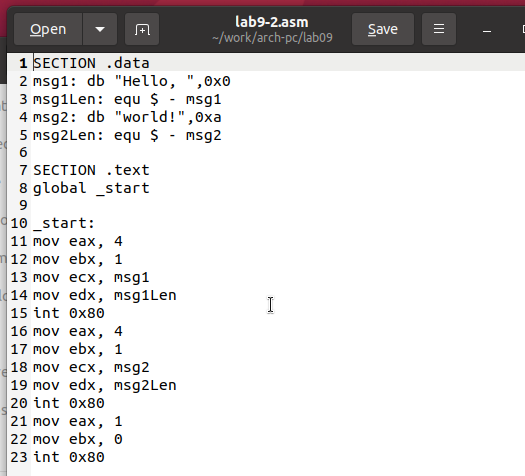 Open
lab9-2.asm
~/work/arch-pc/lab09
Save
1 SECTION .data
2 msg1: db "Hello, ",0x0
3 msg1Len: equ $ - msg1
4 msg2: db "world!",0xa
5 msg2Len: equ $ - msg2
6
7 SECTION .text
8 global _start
9
10 _start:
11 mov eax, 4
12 mov ebx, 1
13 mov ecx, msg1
14 mov edx, msg1Len
15 int 0x80
16 mov eax, 4
17 mov ebx, 1
18 mov ecx, msg2
19 mov edx, msg2Len
20 int 0x80
21 mov eax, 1
22 mov ebx, 0
23 int 0x80